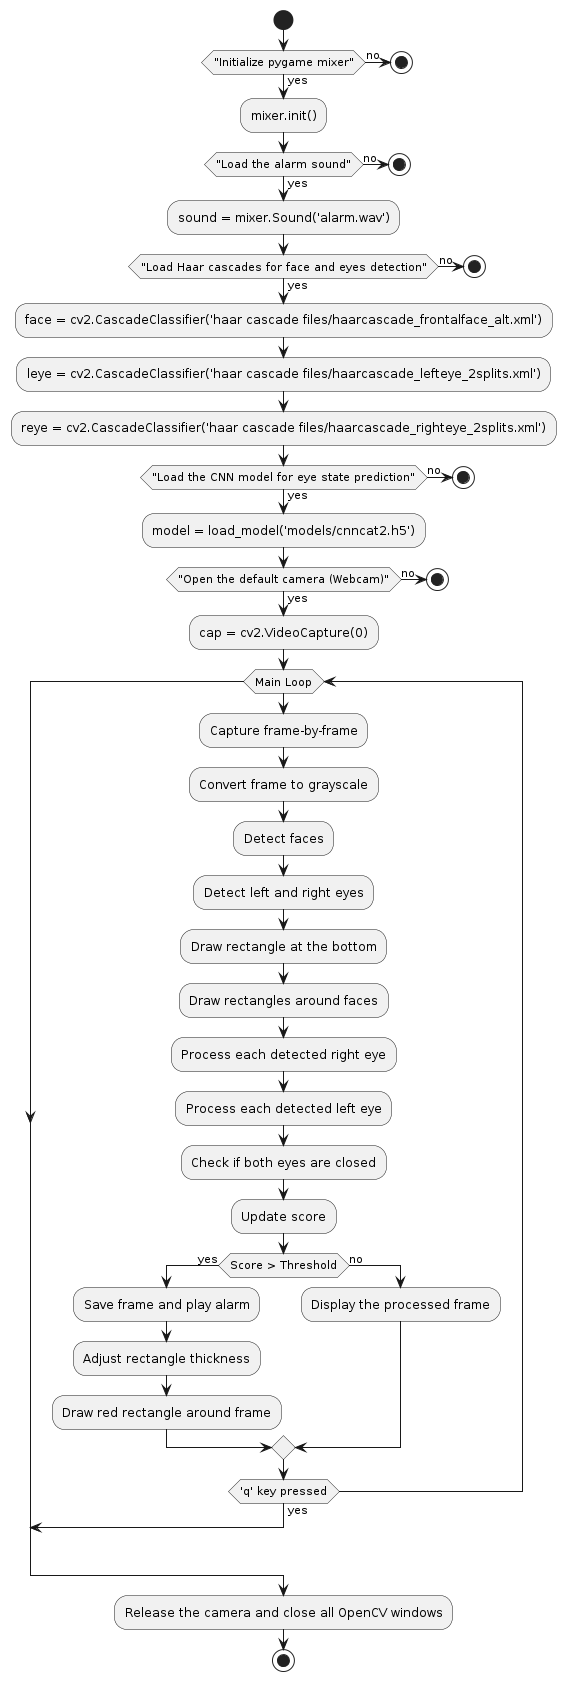 "Initialize pygame mixer"
no
yes
mixer.init()
"Load the alarm sound"
no
yes
sound = mixer.Sound('alarm.wav')
"Load Haar cascades for face and eyes detection"
no
yes
face = cv2.CascadeClassifier('haar cascade files/haarcascade_frontalface_alt.xml')
leye = cv2.CascadeClassifier('haar cascade files/haarcascade_lefteye_2splits.xml')
reye = cv2.CascadeClassifier('haar cascade files/haarcascade_righteye_2splits.xml')
"Load the CNN model for eye state prediction"
no
yes
model = load_model('models/cnncat2.h5')
"Open the default camera (Webcam)"
no
yes
cap = cv2.VideoCapture(0)
Main Loop
Capture frame-by-frame
Convert frame to grayscale
Detect faces
Detect left and right eyes
Draw rectangle at the bottom
Draw rectangles around faces
Process each detected right eye
Process each detected left eye
Check if both eyes are closed
Update score
yes
Score > Threshold
no
Save frame and play alarm
Display the processed frame
Adjust rectangle thickness
Draw red rectangle around frame
'q' key pressed
yes
Release the camera and close all OpenCV windows